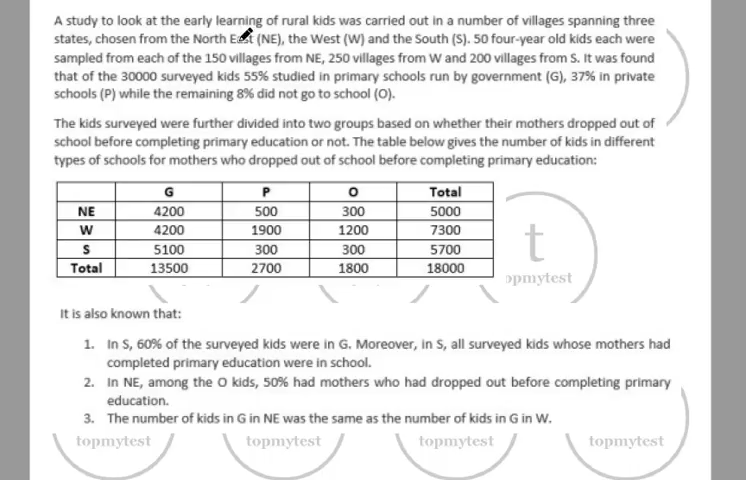 A study to look at the early learning of rural kids was carried out in a number of villages spanning three
states, chosen from the North East (NE), the West (W) and the South (S). 50 four-year old kids each were
sampled from each of the 150 villages from NE, 250 villages from W and 200 villages from S. It was found
that of the 30000 surveyed kids 55% studied in primary schools run by government (G), 37% in private
schools (P) while the remaining 8% did not go to school (O).
The kids surveyed were further divided into two groups based on whether their mothers dropped out of
school before completing primary education or not. The table below gives the number of kids in different
types of schools for mothers who dropped out of school before completing primary education:
G P O Total
NE 4200 500 300 5000
W 4200 1900 1200 7300
S 5100 300 300 5700
Total 13500 2700 1800 18000
t
opmytest
It is also known that:
1. In S, 60% of the surveyed kids were in G. Moreover, in S, all surveyed kids whose mothers had
completed primary education were in school.
2. In NE, among the O kids, 50% had mothers who had dropped out before completing primary
education.
3. The number of kids in G in NE was the same as the number of kids in G in W.
topmytest topmytest topmytest topmytest